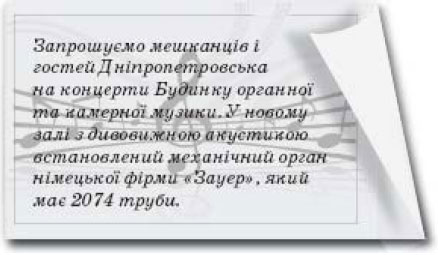 Запрошуємо мешканців і
гостей Дніпропетровська
на концерти Будинку органної
та камерної музики. У новому
залі з дивовижною акустикою
встановлений механічний орган
німецької фірми «Зауер», який
має 2074 труби.